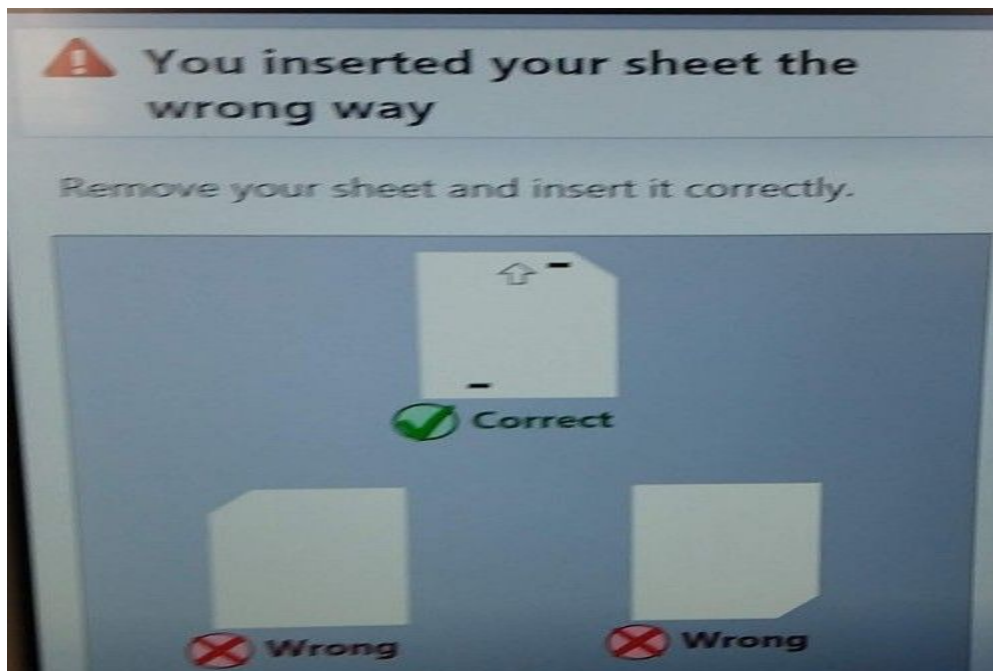 You inserted your sheet the
wrong way
Remove your sheet and insert it correctly.
Correct
Wrong
Wrong